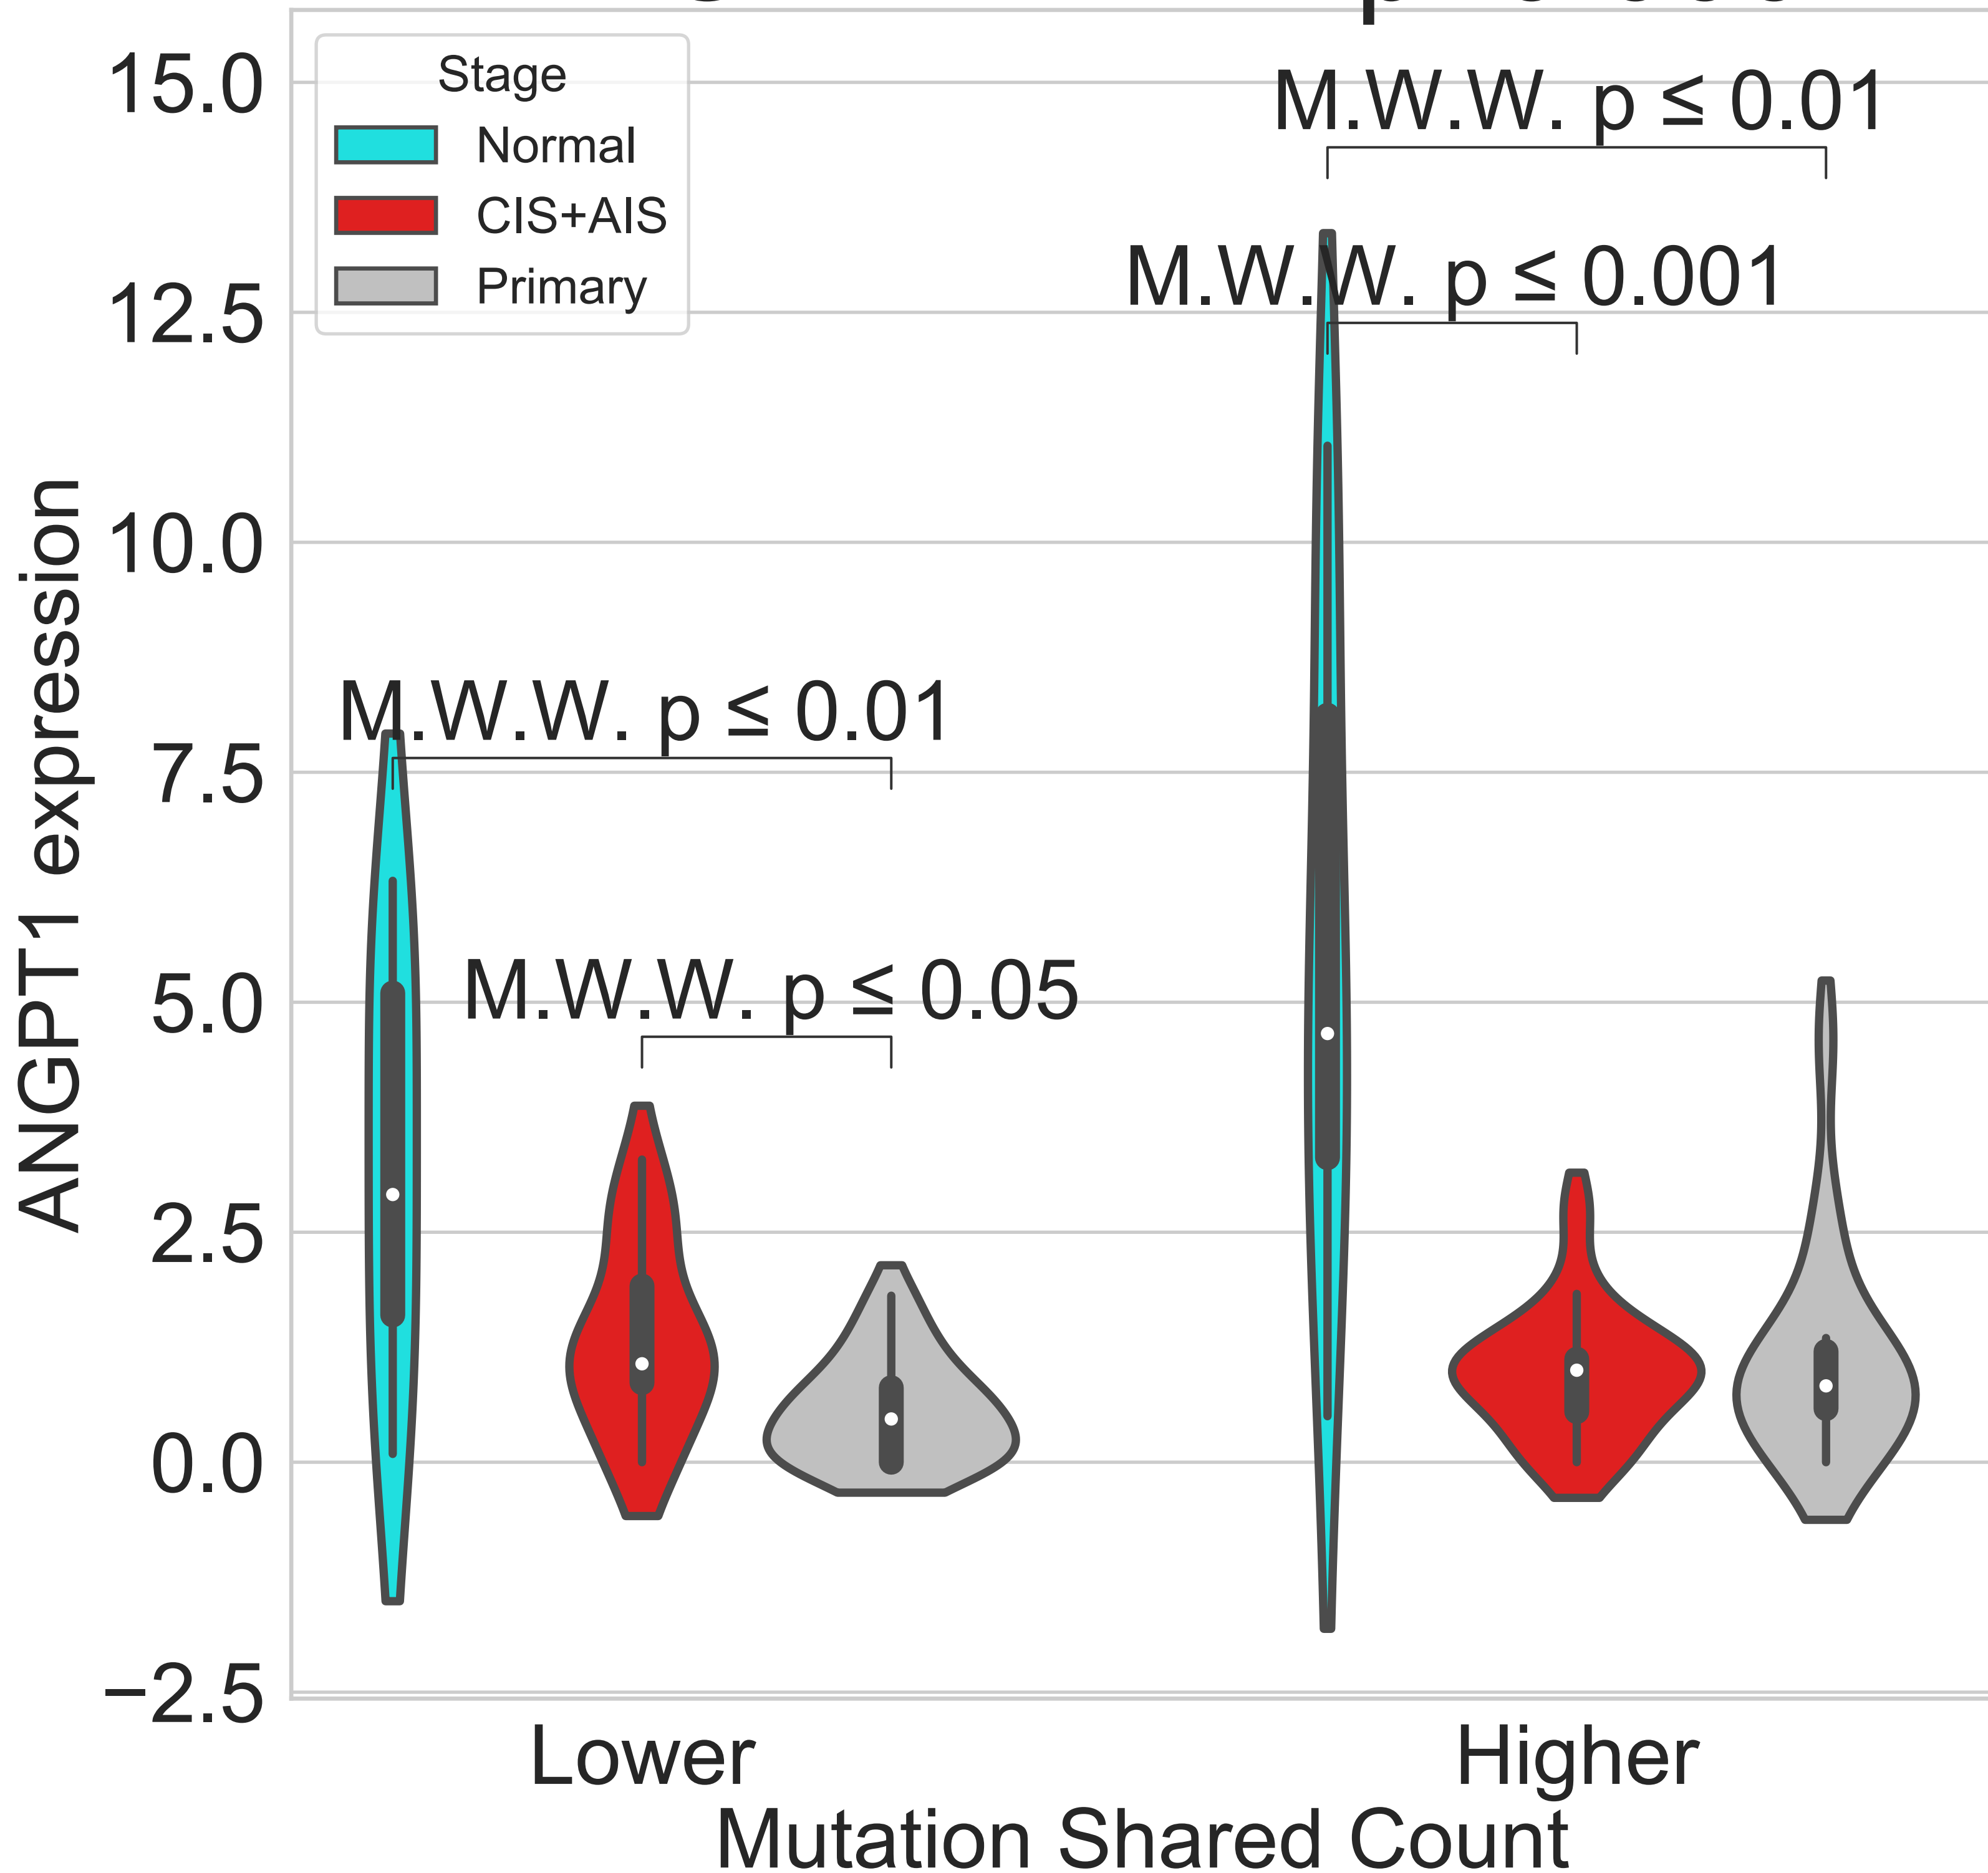 Stage
Normal
CIS+AIS
Primary
15.0
12.5
10.0
7.5
5.0
2.5
0.0
−2.5
ANGPT1 expression
M.W.W. p ≤ 0.01
M.W.W. p ≤ 0.001
M.W.W. p ≤ 0.01
M.W.W. p ≤ 0.05
Lower
Higher
Mutation Shared Count